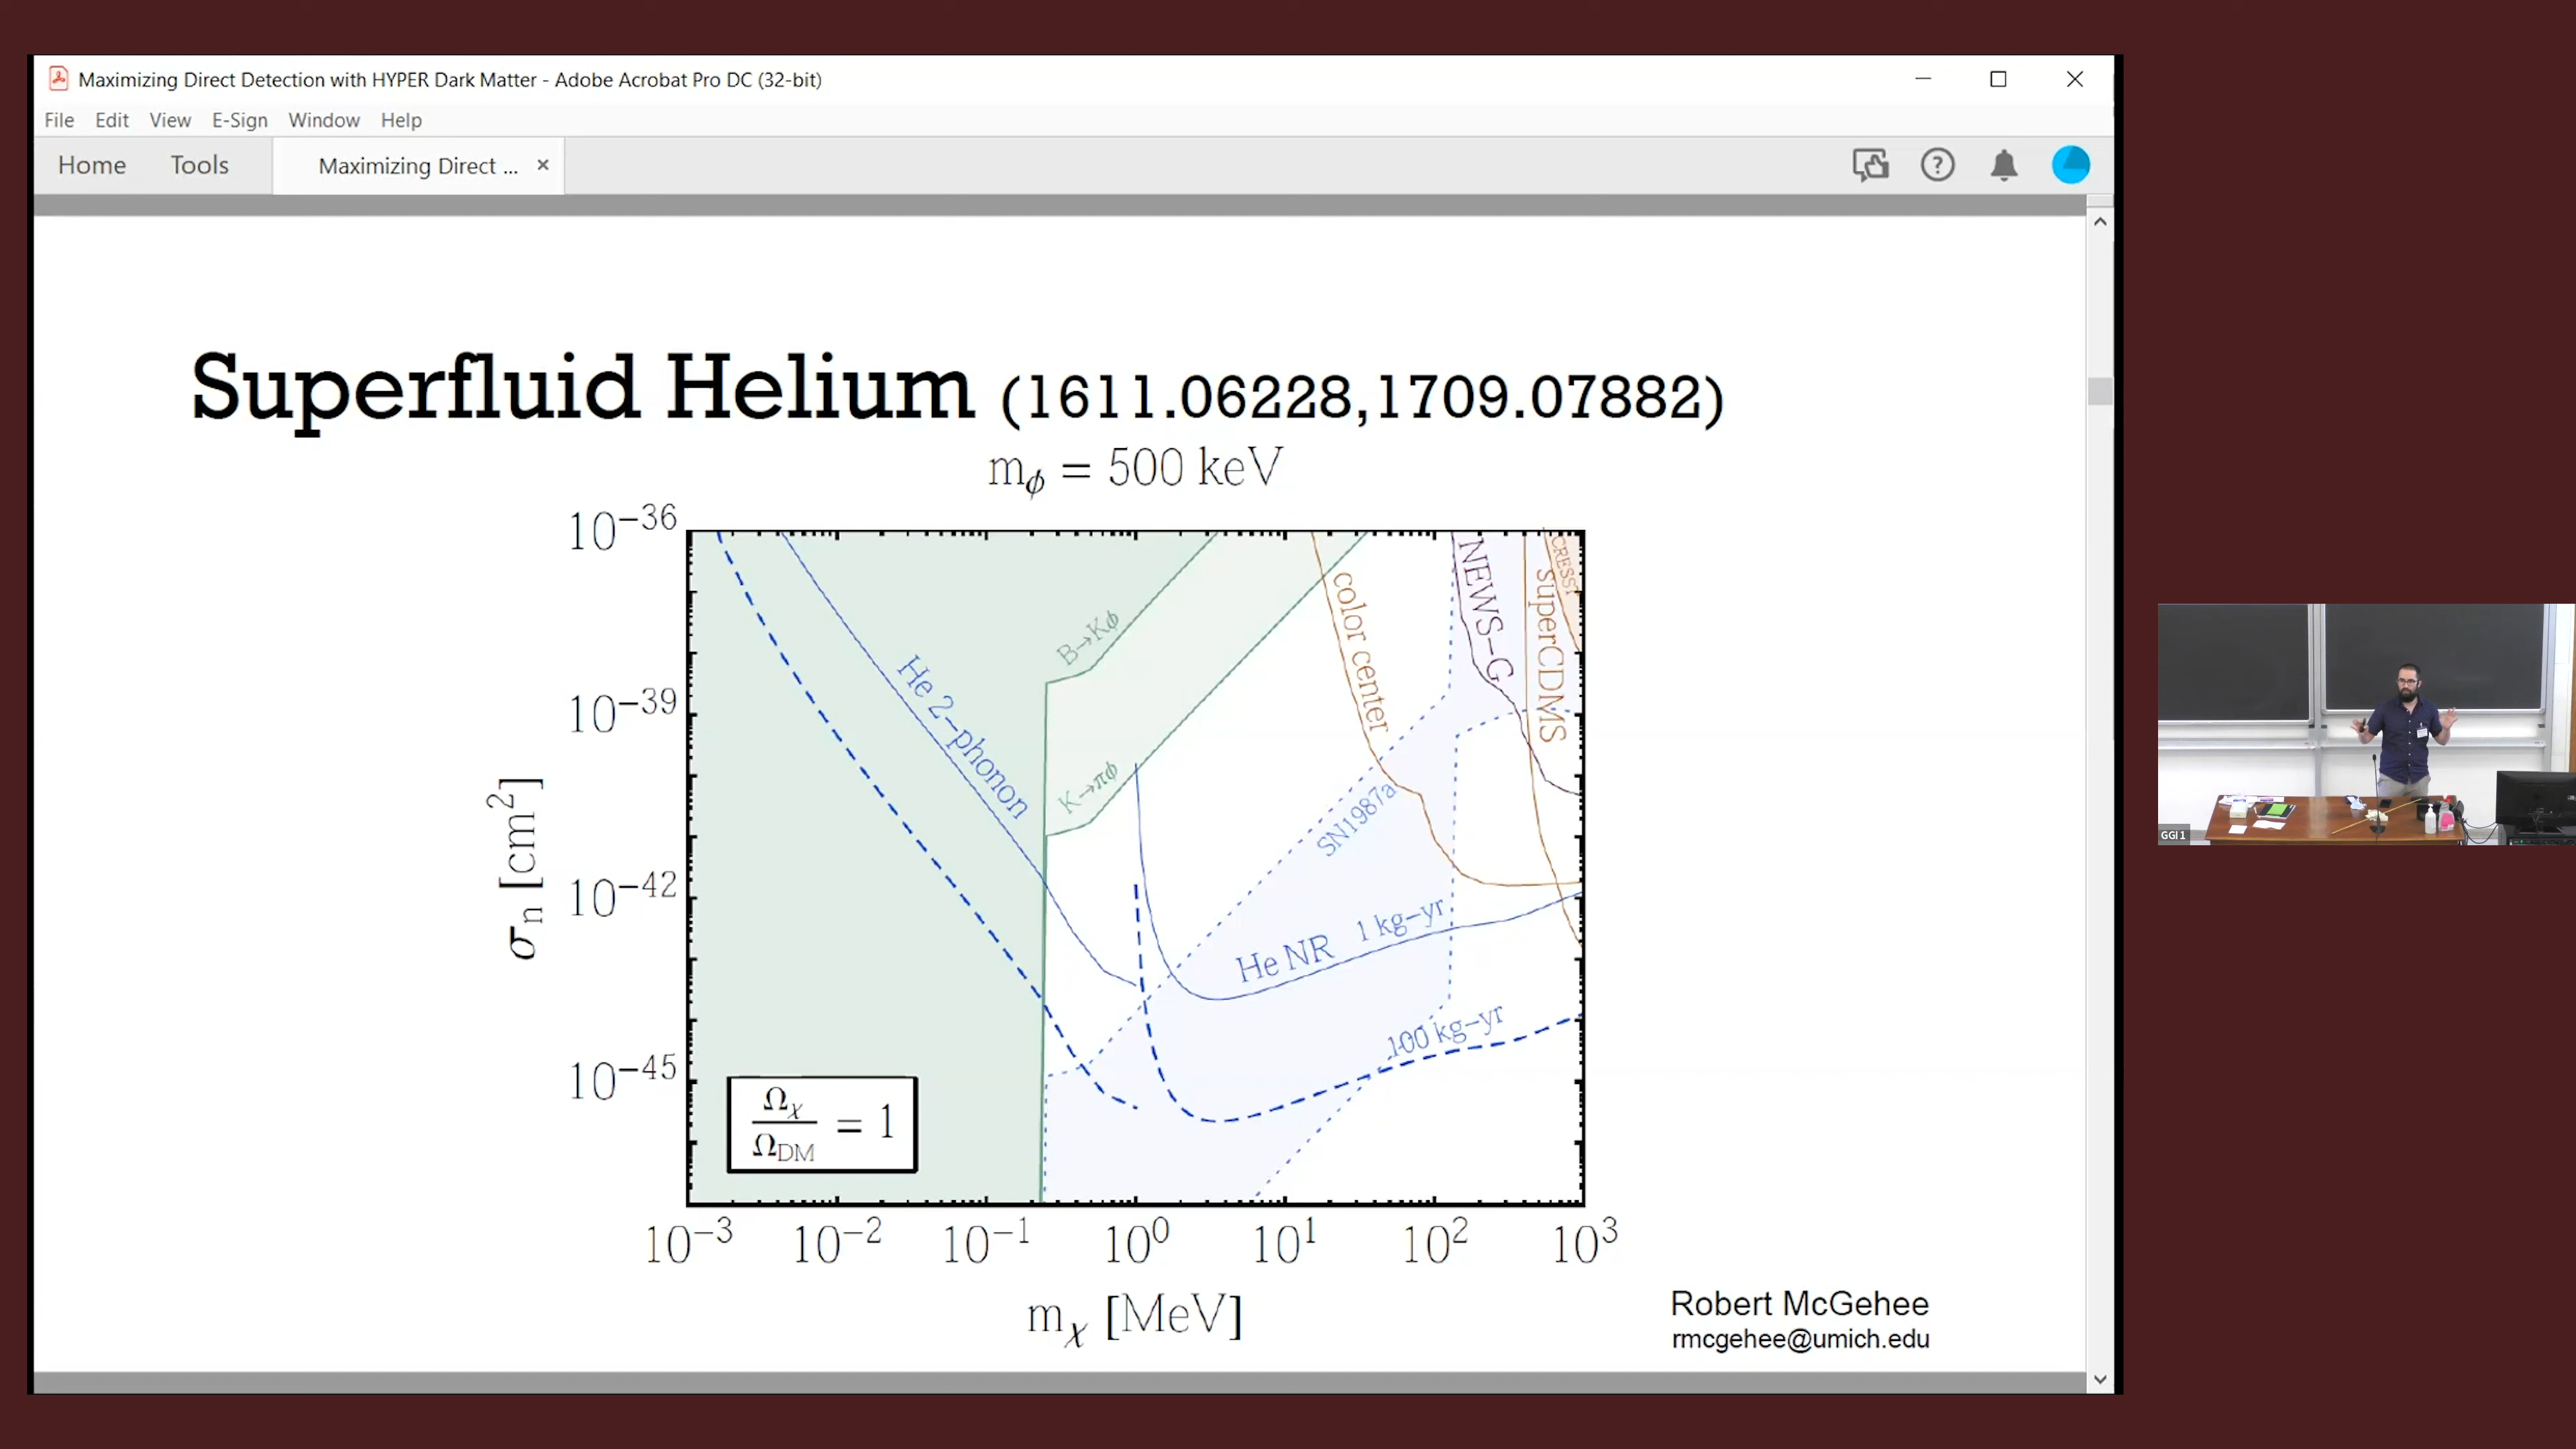 Maximizing Direct Detection with HYPER Dark Matter - Adobe Acrobat Pro DC (32-bit)
File Edit View E-Sign Window Help
Home Tools Maximizing Direct ...
Superfluid Helium (1611.06228,1709.07882)
m_ϕ = 500 keV
10^−36
10^−39
10^−42
10^−45
σ_n [cm^2]
He 2−phonon
B→Kϕ
K→πϕ
color center
NEWS−G
SuperCDMS
CRESST
SN1987a
He NR 1 kg−yr
100 kg−yr
Ω_χ
Ω_DM
= 1
10^−3 10^−2 10^−1 10^0 10^1 10^2 10^3
m_χ [MeV]
Robert McGehee
rmcgehee@umich.edu
GGI 1